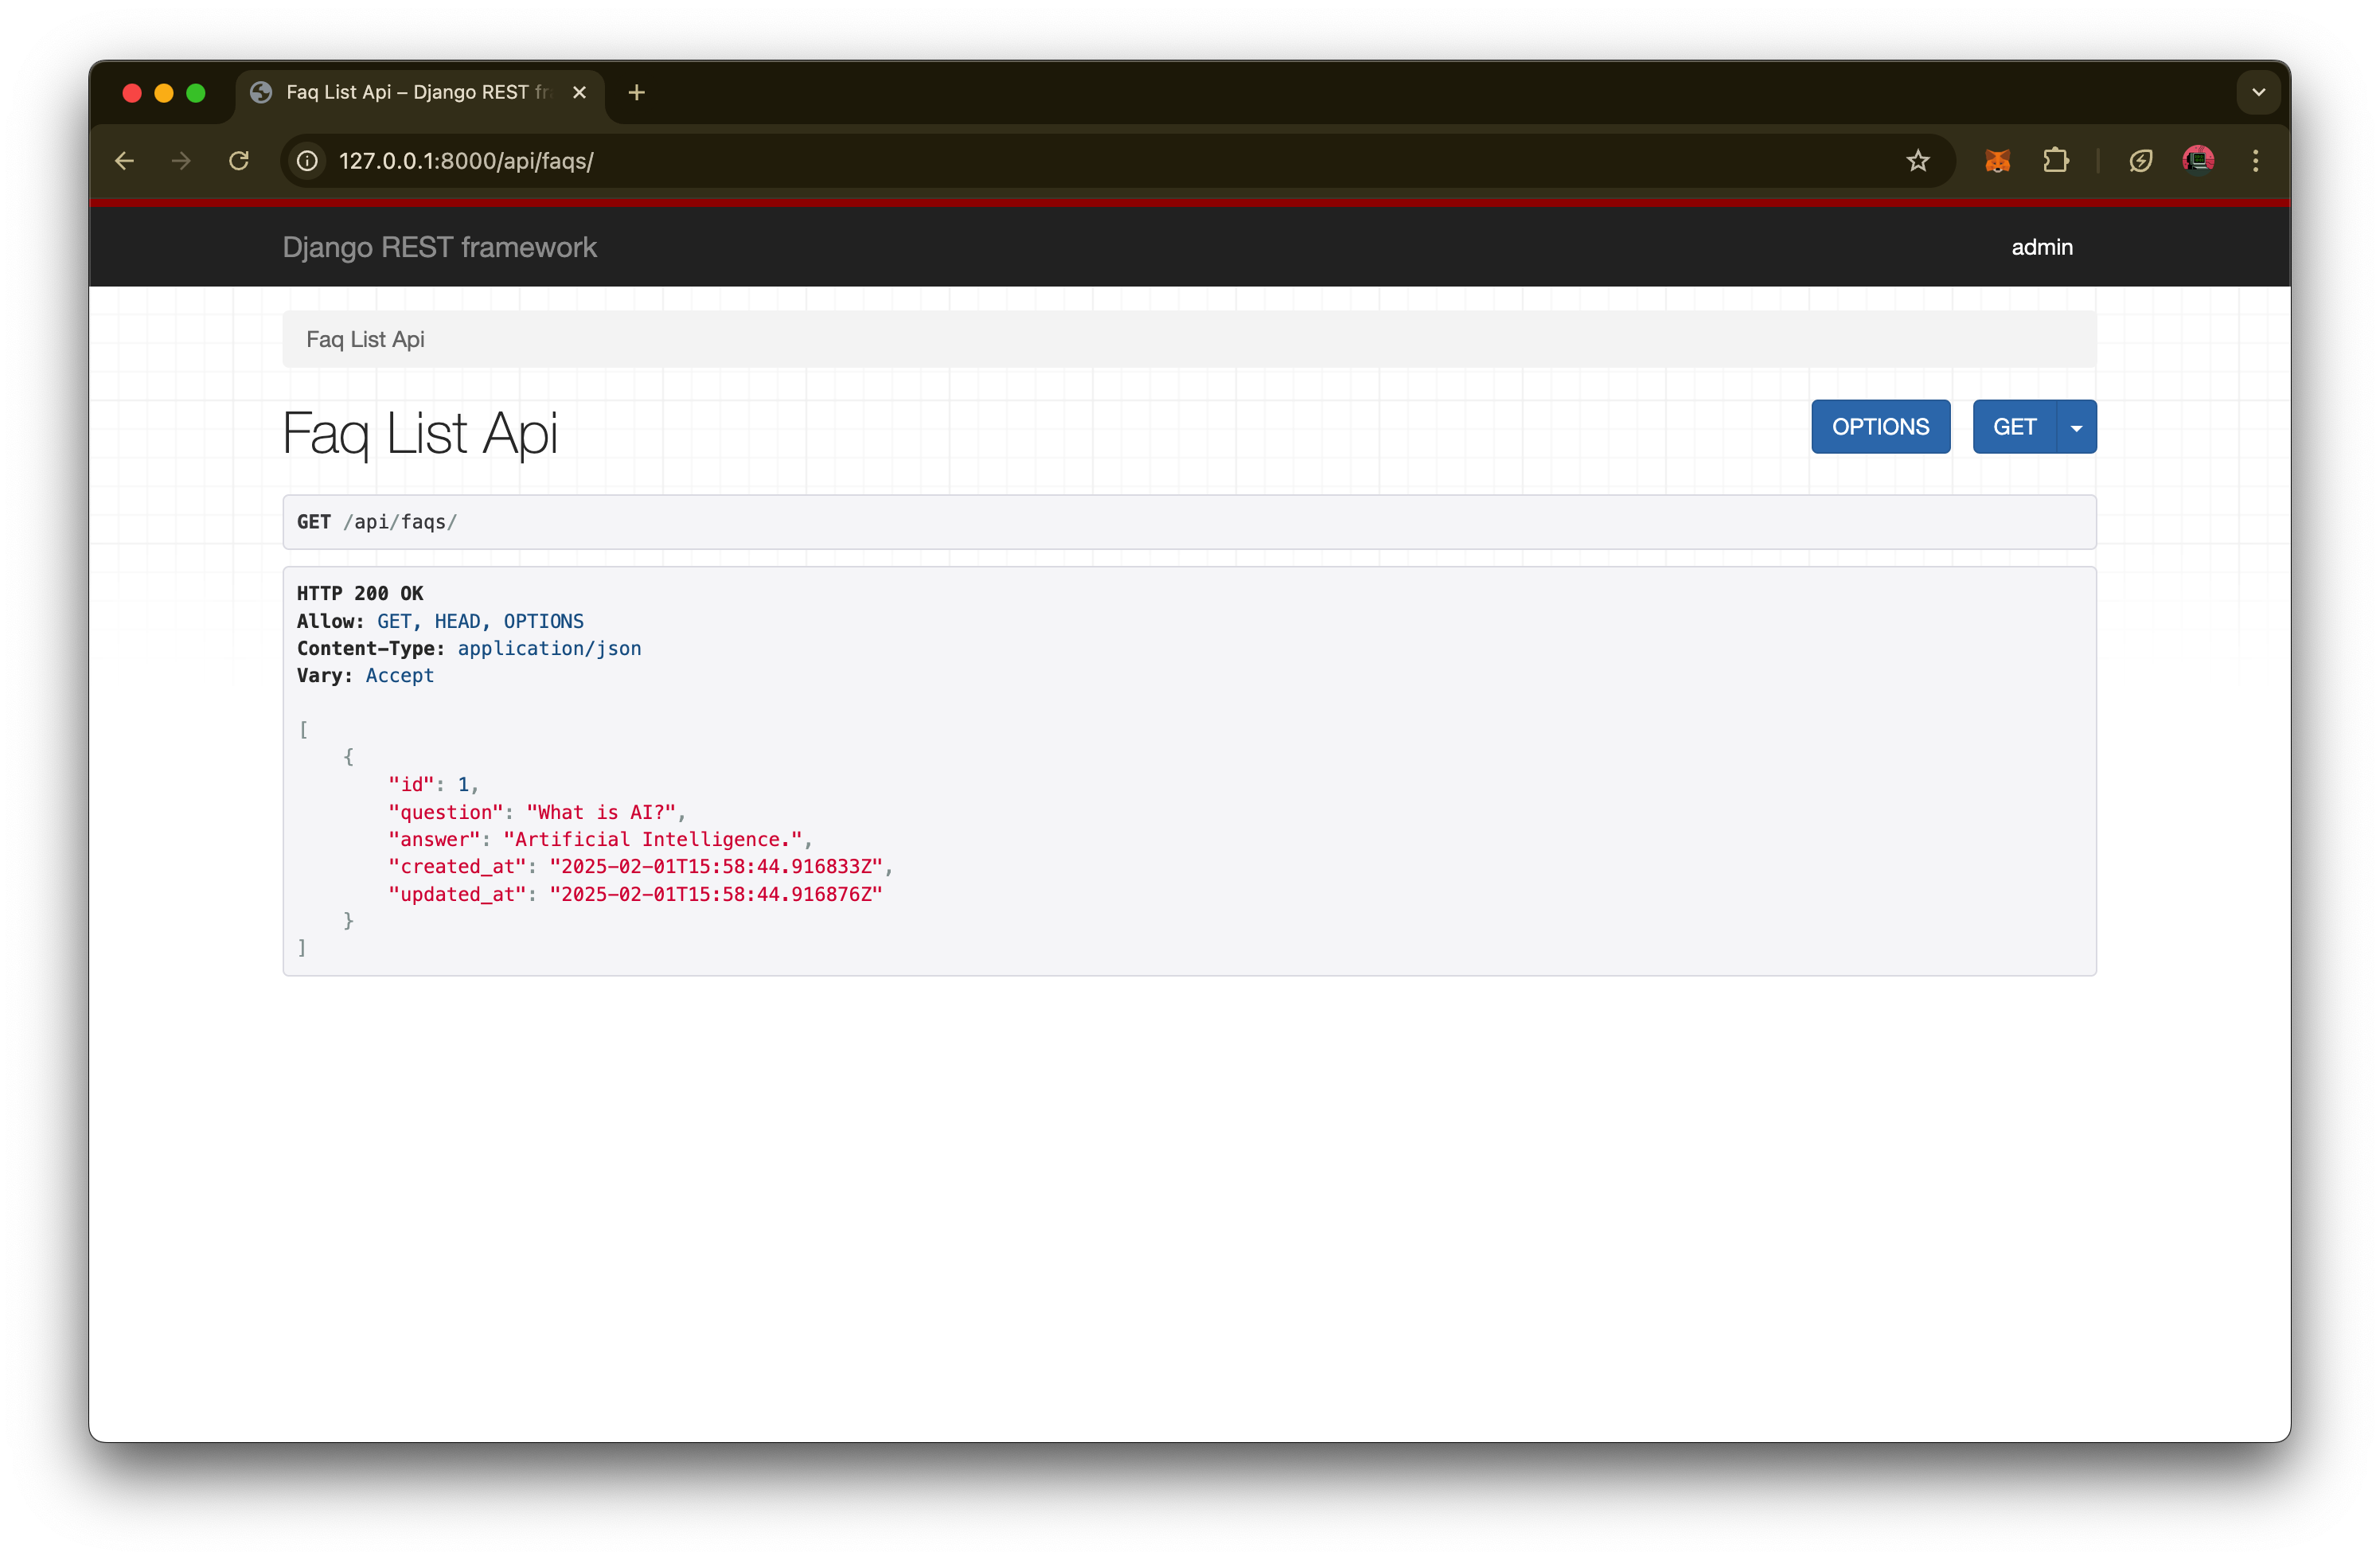 Faq List Api – Django REST fr
127.0.0.1:8000/api/faqs/
Django REST framework
admin
Faq List Api
Faq List Api
OPTIONS
GET
GET /api/faqs/
HTTP 200 OK
Allow: GET, HEAD, OPTIONS
Content-Type: application/json
Vary: Accept
[
    {
        "id": 1,
        "question": "What is AI?",
        "answer": "Artificial Intelligence.",
        "created_at": "2025-02-01T15:58:44.916833Z",
        "updated_at": "2025-02-01T15:58:44.916876Z"
    }
]